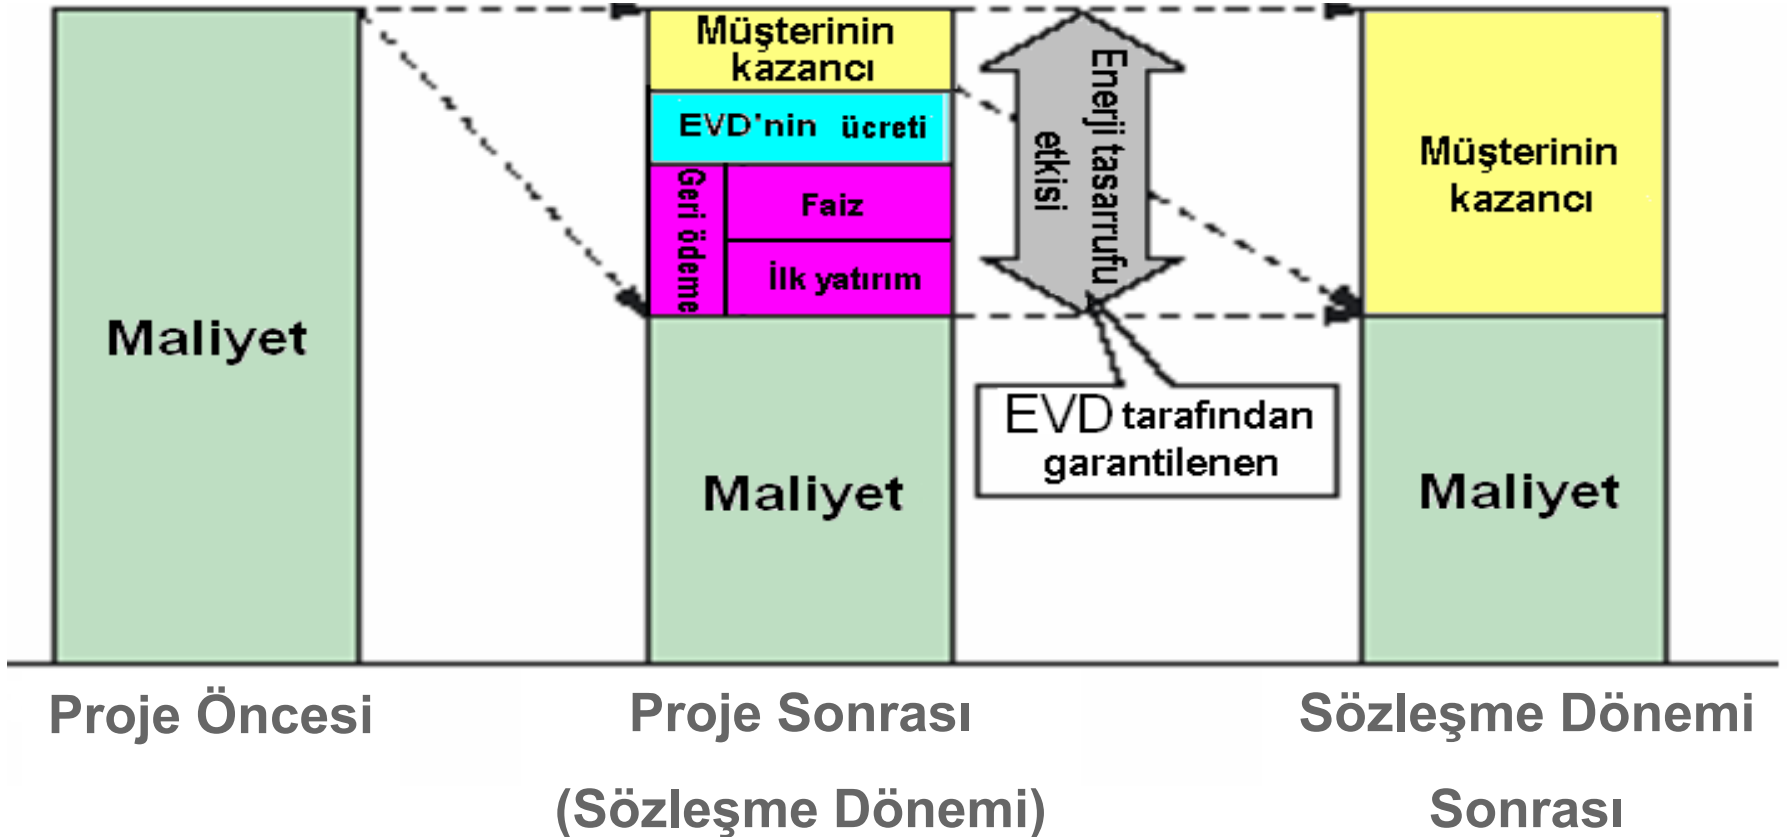 Maliyet
Müşterinin
kazancı
EVD'nin ücreti
Geri ödeme
Faiz
İlk yatırım
Maliyet
Enerji tasarrufu
etkisi
EVD tarafından
garantilenen
Müşterinin
kazancı
Maliyet
Proje Öncesi
Proje Sonrası
(Sözleşme Dönemi)
Sözleşme Dönemi
Sonrası